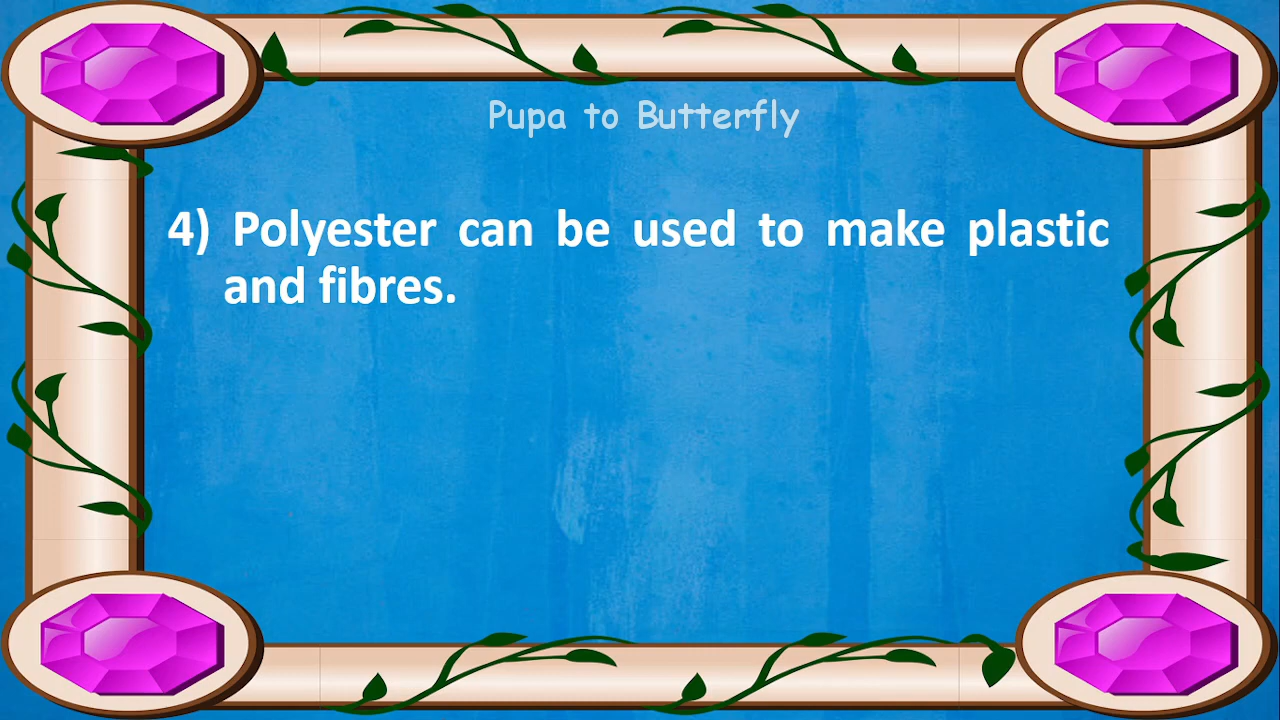 Pupa to Butterfly
4) Polyester can be used to make plastic
and fibres.